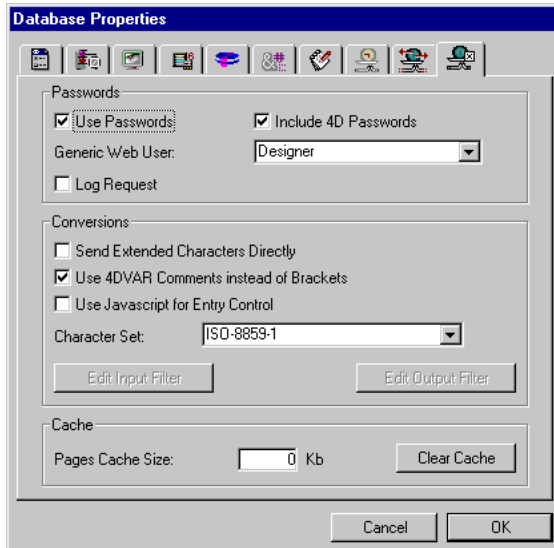 Database Properties
&#
Passwords
Use Passwords
Include 4D Passwords
Generic Web User:
Designer
Log Request
Conversions
Send Extended Characters Directly
Use 4DVAR Comments instead of Brackets
Use Javascript for Entry Control
Character Set:
ISO-8859-1
Edit Input Filter
Edit Output Filter
Cache
Pages Cache Size:
0 Kb
Clear Cache
Cancel
OK